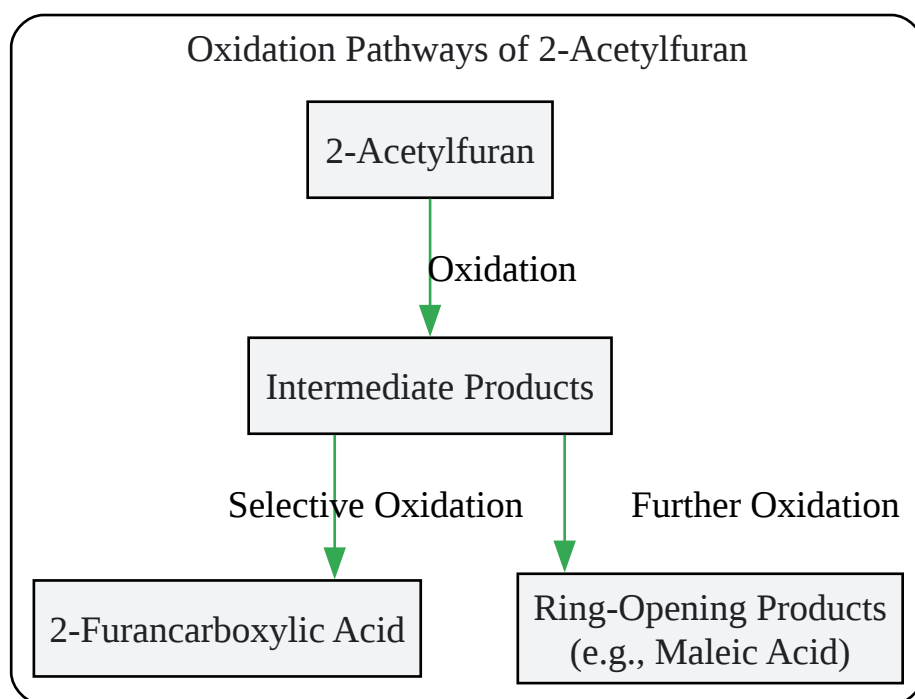 Oxidation Pathways of 2-Acetylfuran
2-Acetylfuran
Oxidation
Intermediate Products
Selective Oxidation
Further Oxidation
2-Furancarboxylic Acid
Ring-Opening Products
(e.g., Maleic Acid)